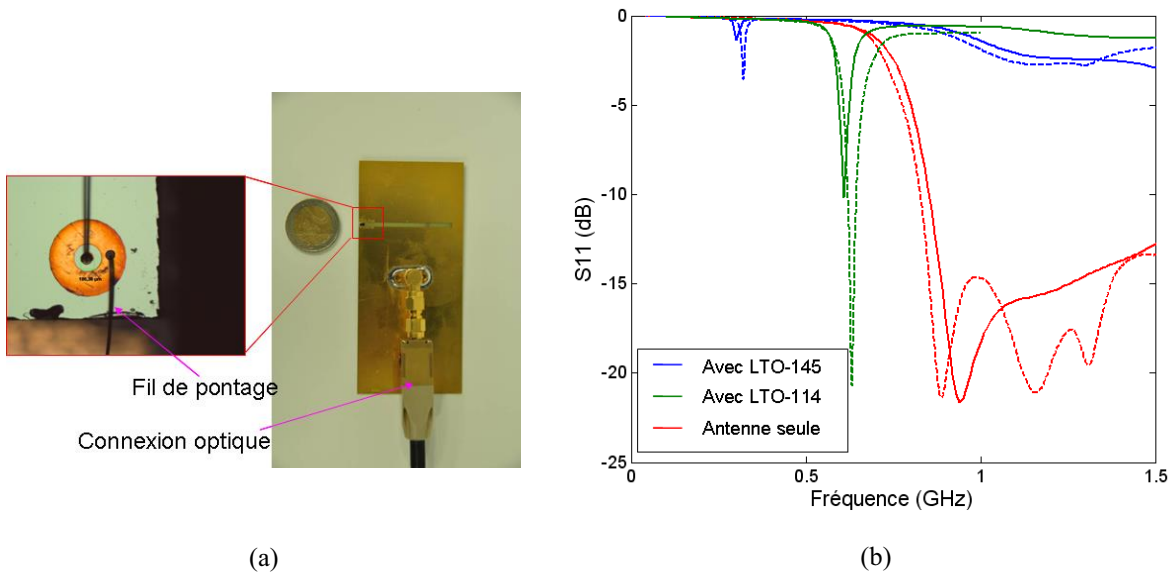 Fil de pontage
Connexion optique
(a)
0
-5
-10
-15
-20
-25
S11 (dB)
Avec LTO-145
Avec LTO-114
Antenne seule
0
0.5
1
1.5
Fréquence (GHz)
(b)